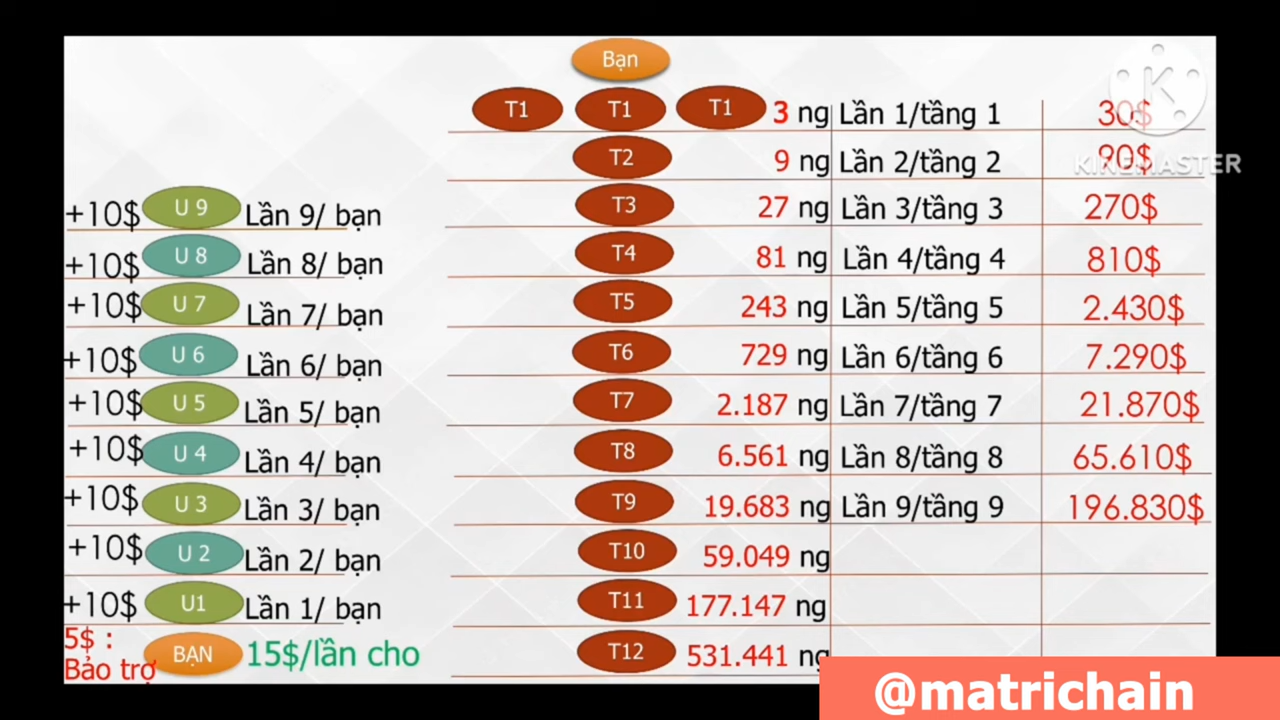 Bạn
T1 T1 T1 3 ng Lần 1/tầng 1 30$
T2 9 ng Lần 2/tầng 2 90$
KINEMASTER
T3 27 ng Lần 3/tầng 3 270$
T4 81 ng Lần 4/tầng 4 810$
T5 243 ng Lần 5/tầng 5 2.430$
T6 729 ng Lần 6/tầng 6 7.290$
T7 2.187 ng Lần 7/tầng 7 21.870$
T8 6.561 ng Lần 8/tầng 8 65.610$
T9 19.683 ng Lần 9/tầng 9 196.830$
T10 59.049 ng
T11 177.147 ng
T12 531.441 ng
+10$ U 9 Lần 9/ bạn
+10$ U 8 Lần 8/ bạn
+10$ U 7 Lần 7/ bạn
+10$ U 6 Lần 6/ bạn
+10$ U 5 Lần 5/ bạn
+10$ U 4 Lần 4/ bạn
+10$ U 3 Lần 3/ bạn
+10$ U 2 Lần 2/ bạn
+10$ U1 Lần 1/ bạn
5$ :
Bảo trợ
BẠN 15$/lần cho
@matrichain